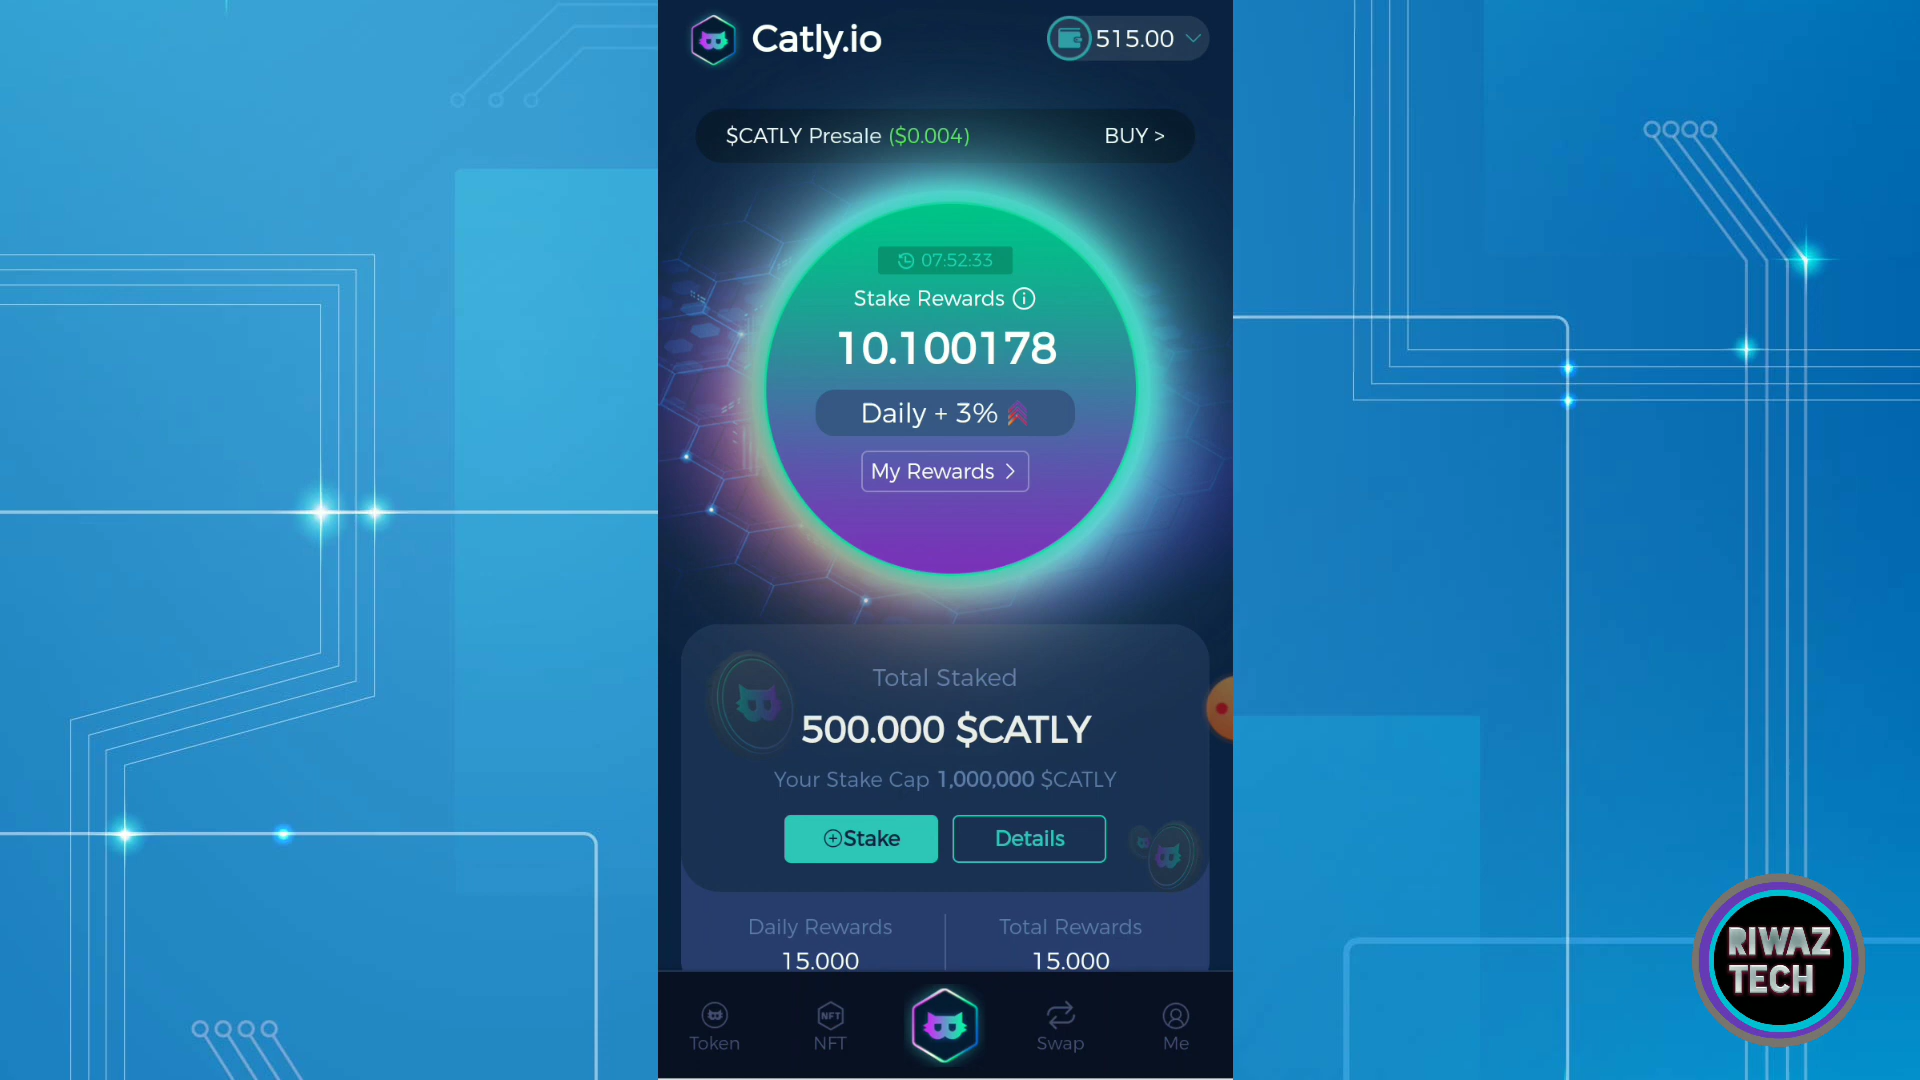 Catly.io
515.00
$CATLY Presale ($0.004)
BUY >
07:52:33
Stake Rewards
10.100178
Daily + 3%
My Rewards >
Total Staked
500.000 $CATLY
Your Stake Cap 1,000,000 $CATLY
Stake
Details
Daily Rewards
Total Rewards
15.000
15.000
Token
NFT
NFT
Swap
Me
RIWAZ
TECH